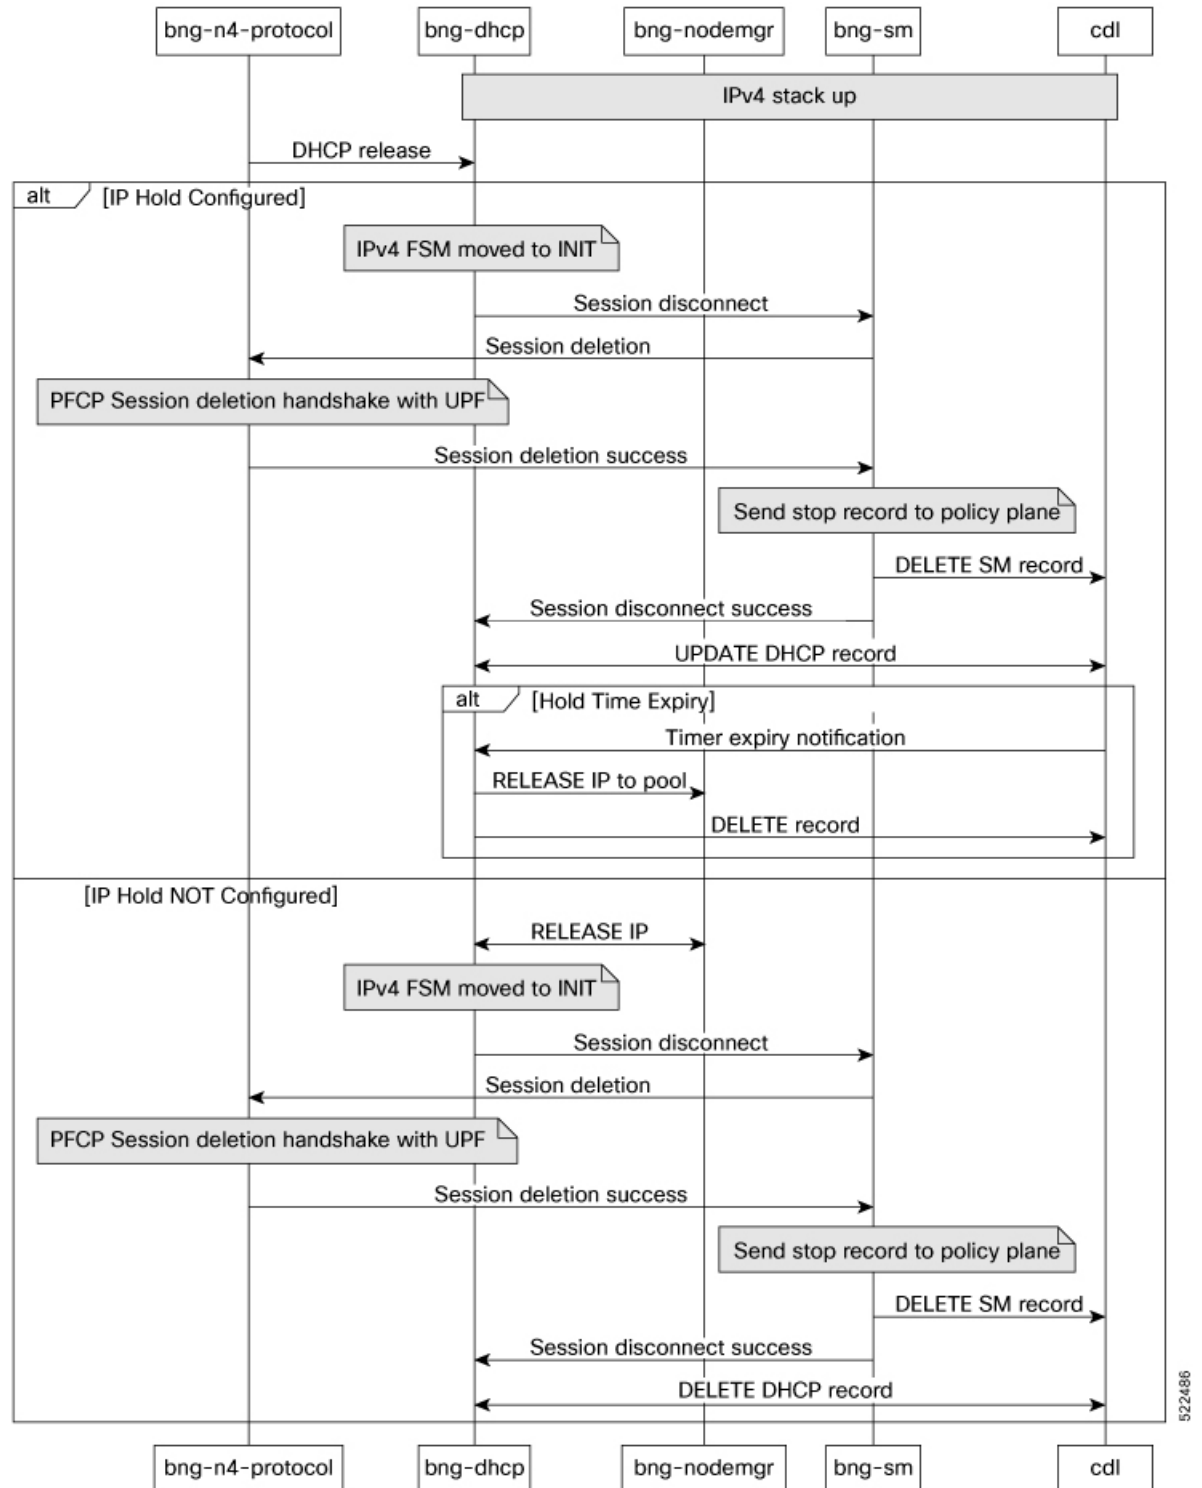 bng-n4-protocol bng-dhcp bng-nodemgr bng-sm cdl
IPv4 stack up
DHCP release
alt [IP Hold Configured]
IPv4 FSM moved to INIT
Session disconnect
Session deletion
PFCP Session deletion handshake with UPF
Session deletion success
Send stop record to policy plane
DELETE SM record
Session disconnect success
UPDATE DHCP record
alt [Hold Time Expiry]
Timer expiry notification
RELEASE IP to pool
DELETE record
[IP Hold NOT Configured]
RELEASE IP
IPv4 FSM moved to INIT
Session disconnect
Session deletion
PFCP Session deletion handshake with UPF
Session deletion success
Send stop record to policy plane
DELETE SM record
Session disconnect success
DELETE DHCP record
522486
bng-n4-protocol bng-dhcp bng-nodemgr bng-sm cdl